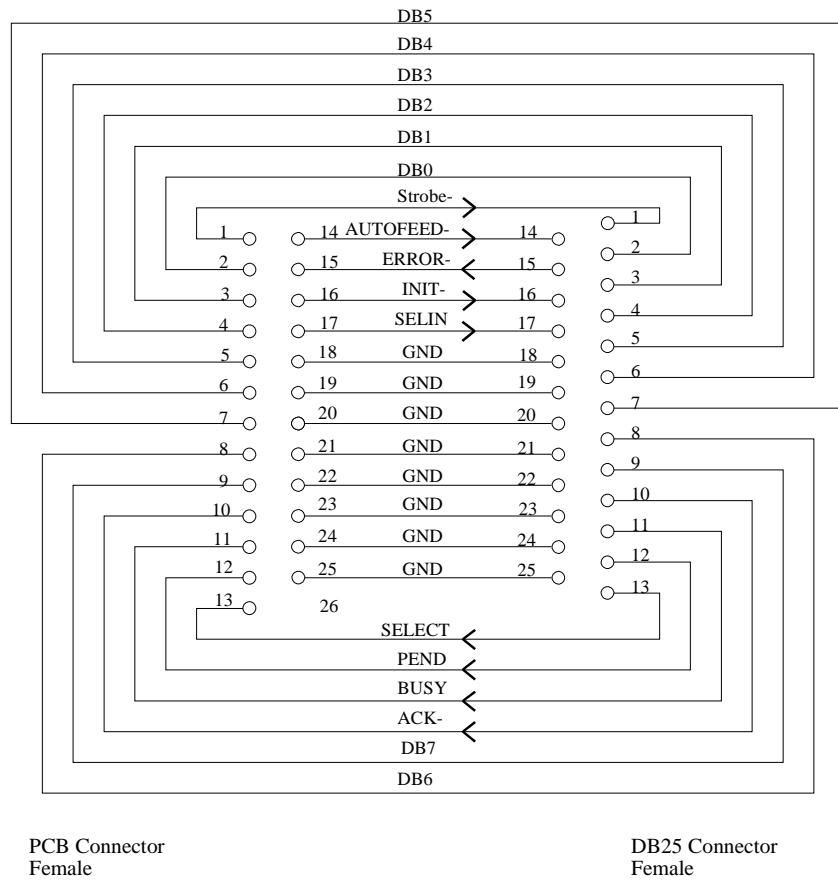 DB5
DB4
DB3
DB2
DB1
DB0
Strobe-
1 14 AUTOFEED- 14 1
2 15 ERROR- 15 2
3 16 INIT- 16 3
4 17 SELIN 17 4
5 18 GND 18 5
6 19 GND 19 6
7 20 GND 20 7
8 21 GND 21 8
9 22 GND 22 9
10 23 GND 23 10
11 24 GND 24 11
12 25 GND 25 12
13 26 13
SELECT
PEND
BUSY
ACK-
DB7
DB6
PCB Connector
Female
DB25 Connector
Female